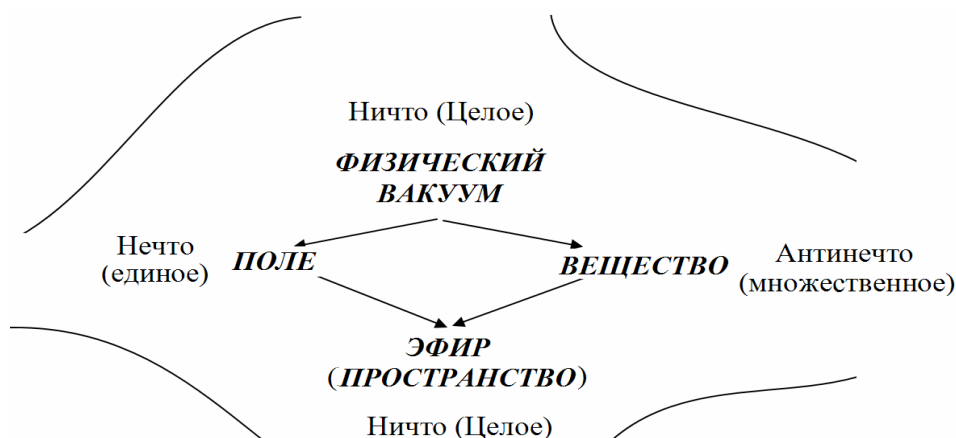 Ничто (Целое)
ФИЗИЧЕСКИЙ
ВАКУУМ
Нечто
(единое)
ПОЛЕ
ВЕЩЕСТВО
Антинечто
(множественное)
ЭФИР
(ПРОСТРАНСТВО)
Ничто (Целое)